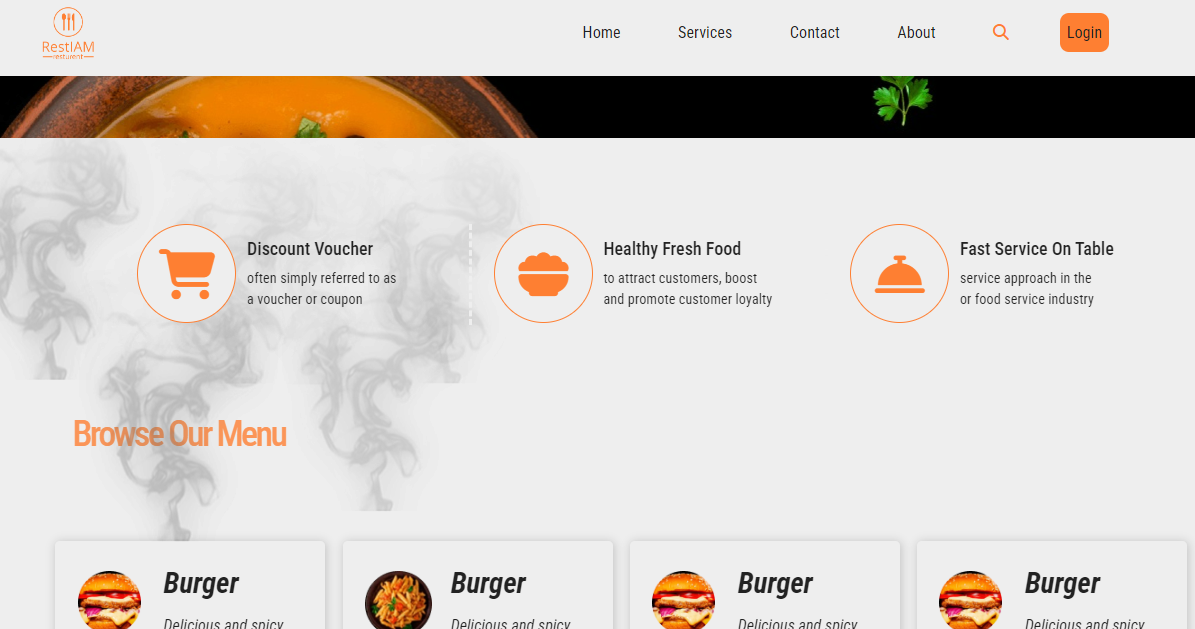 RestIAM
resturent
Home
Services
Contact
About
Login
Discount Voucher
often simply referred to as
a voucher or coupon
Healthy Fresh Food
to attract customers, boost
and promote customer loyalty
Fast Service On Table
service approach in the
or food service industry
Browse Our Menu
Burger
Delicious and spicy
Burger
Delicious and spicy
Burger
Delicious and spicy
Burger
Delicious and spicy